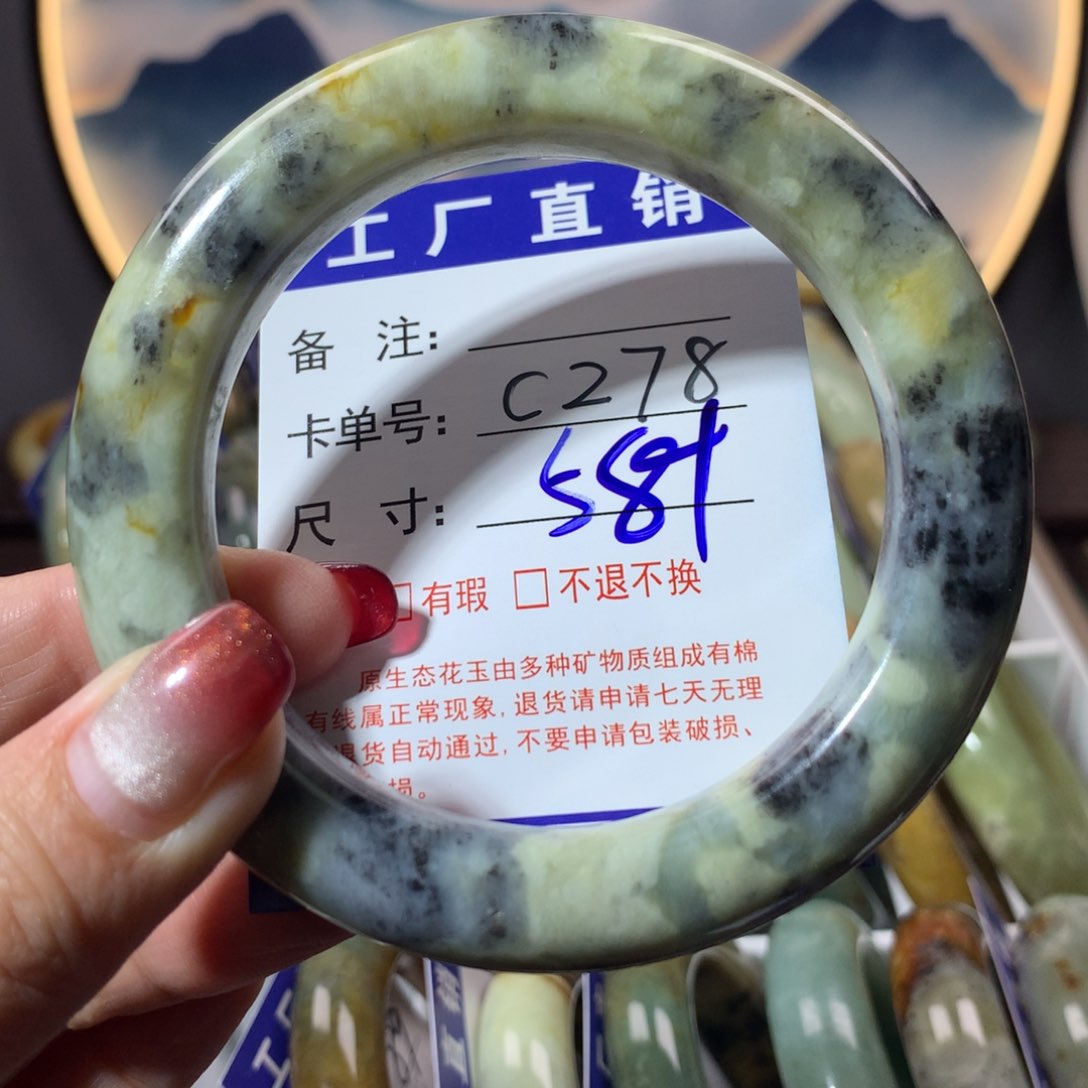 工厂直销
备 注:
卡单号: C278
尺 寸: 58
□有瑕 □不退不换
原生态花玉由多种矿物质组成有棉
有线属正常现象,退货请申请七天无理
退货自动通过,不要申请包装破损、
损。
直销